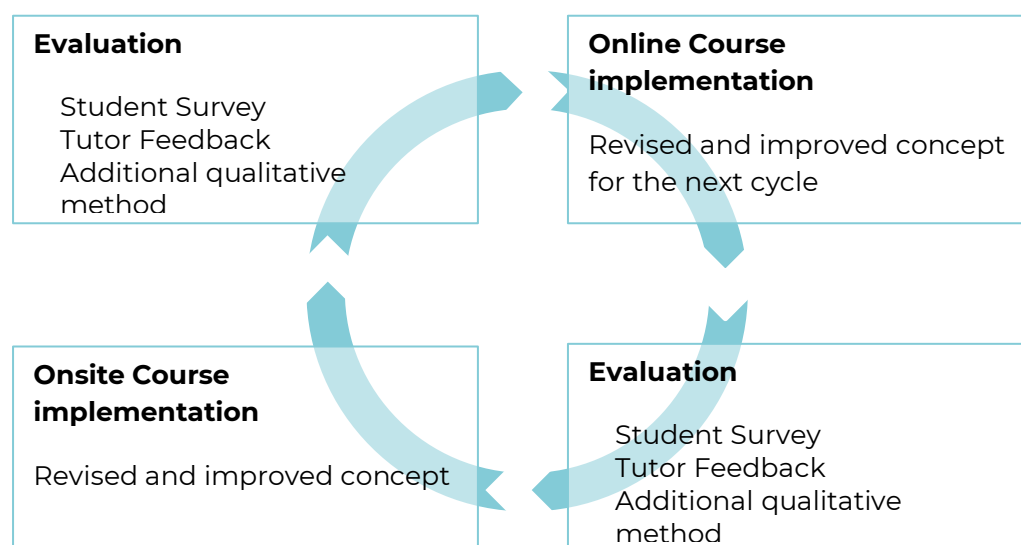 Evaluation
Student Survey
Tutor Feedback
Additional qualitative
method
Online Course
implementation
Revised and improved concept
for the next cycle
Onsite Course
implementation
Revised and improved concept
Evaluation
Student Survey
Tutor Feedback
Additional qualitative
method